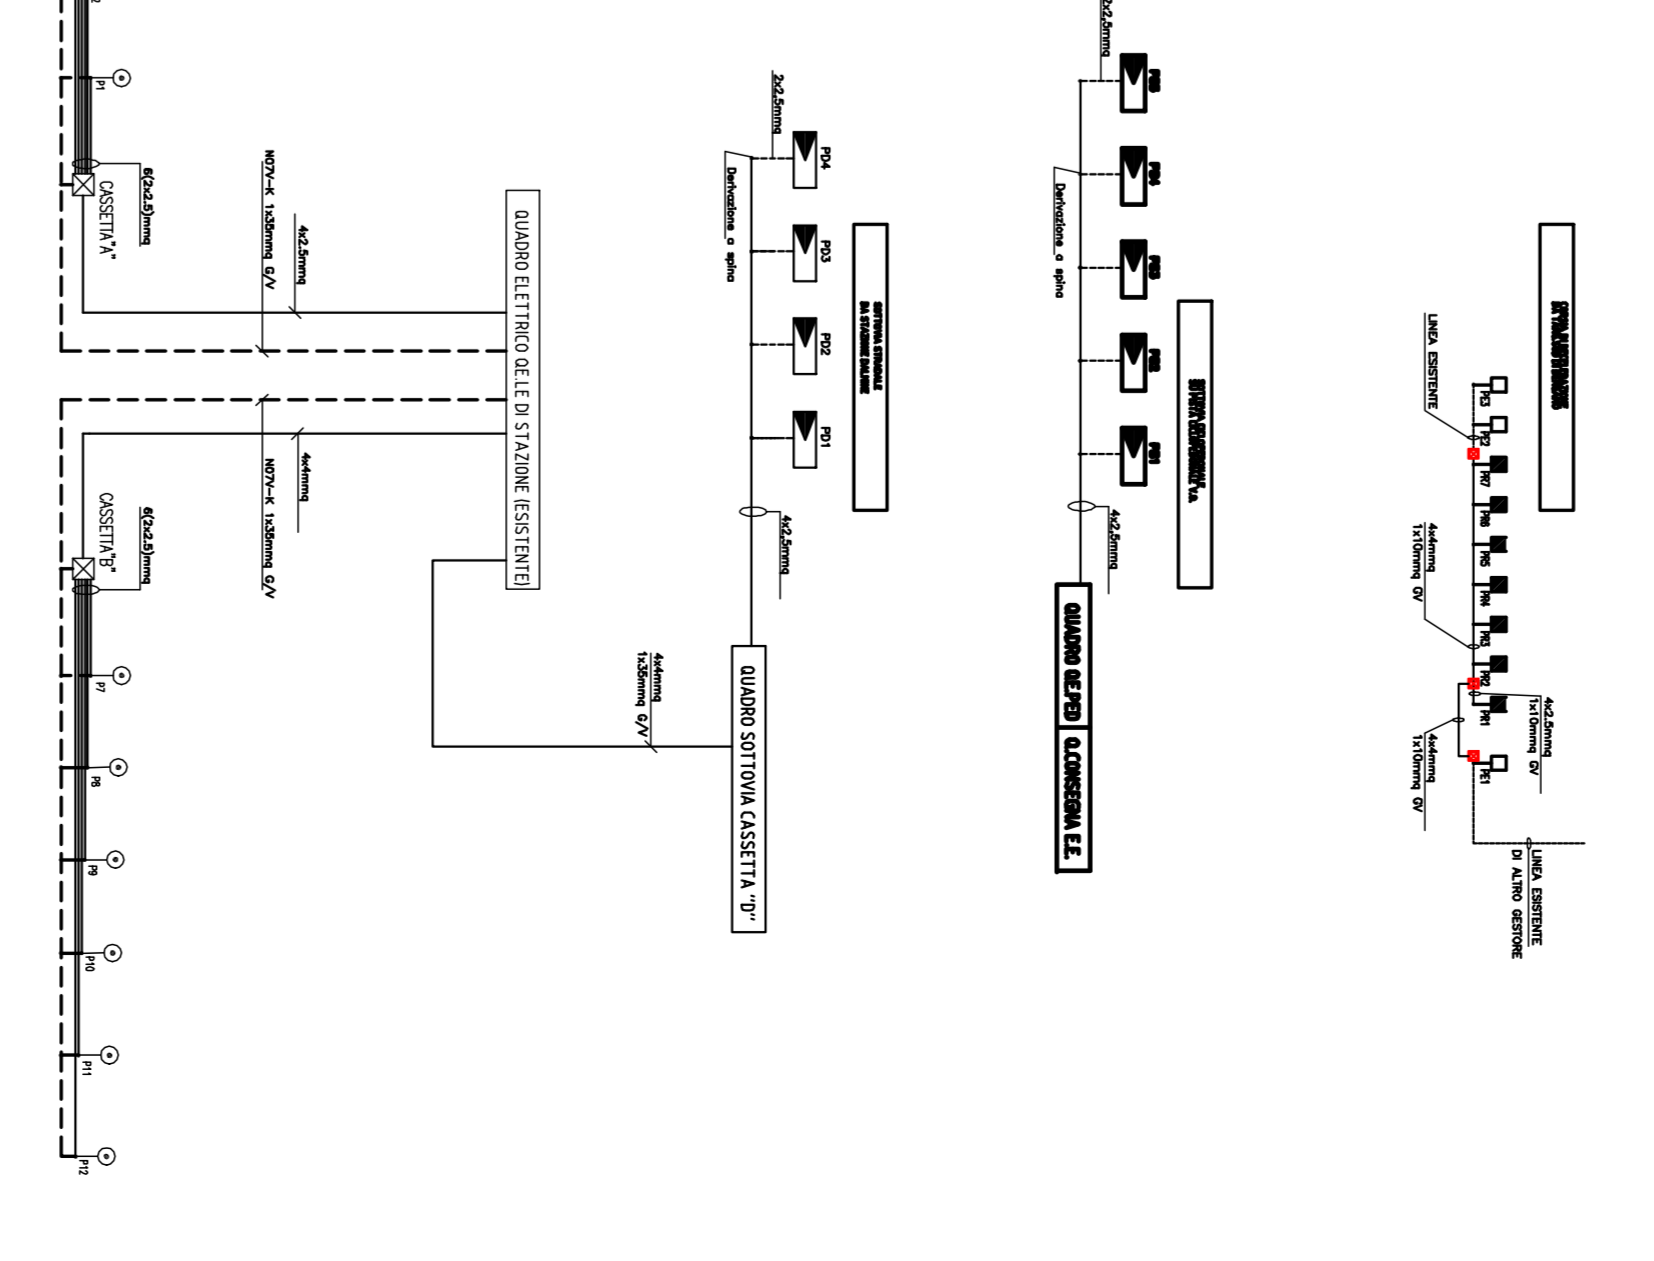 P1
6(2x2.5)mmq
CASSETTA"A"
N07V-K 1x35mmq G/V
4x2.5mmq
QUADRO ELETTRICO QE.LE DI STAZIONE (ESISTENTE)
N07V-K 1x35mmq G/V
4x4mmq
CASSETTA"B"
6(2x2.5)mmq
P7
P8
P9
P10
P11
P12
2x2,5mmq
PD4
PD3
PD2
PD1
Derivazione a spina
SOTTOVIA STRADALE
4x2,5mmq
4x4mmq
1x35mmq G/V
QUADRO SOTTOVIA CASSETTA "D"
2x2,5mmq
Derivazione a spina
4x2,5mmq
QUADRO QE.PED
Q.CONSEGNA E.E.
LINEA ESISTENTE
PE3
PE2
PR7
PR6
PR5
PR4
PR3
PR2
PR1
PE1
4x4mmq
1x10mmq GV
4x2.5mmq
1x10mmq GV
4x4mmq
1x10mmq GV
LINEA ESISTENTE
DI ALTRO GESTORE